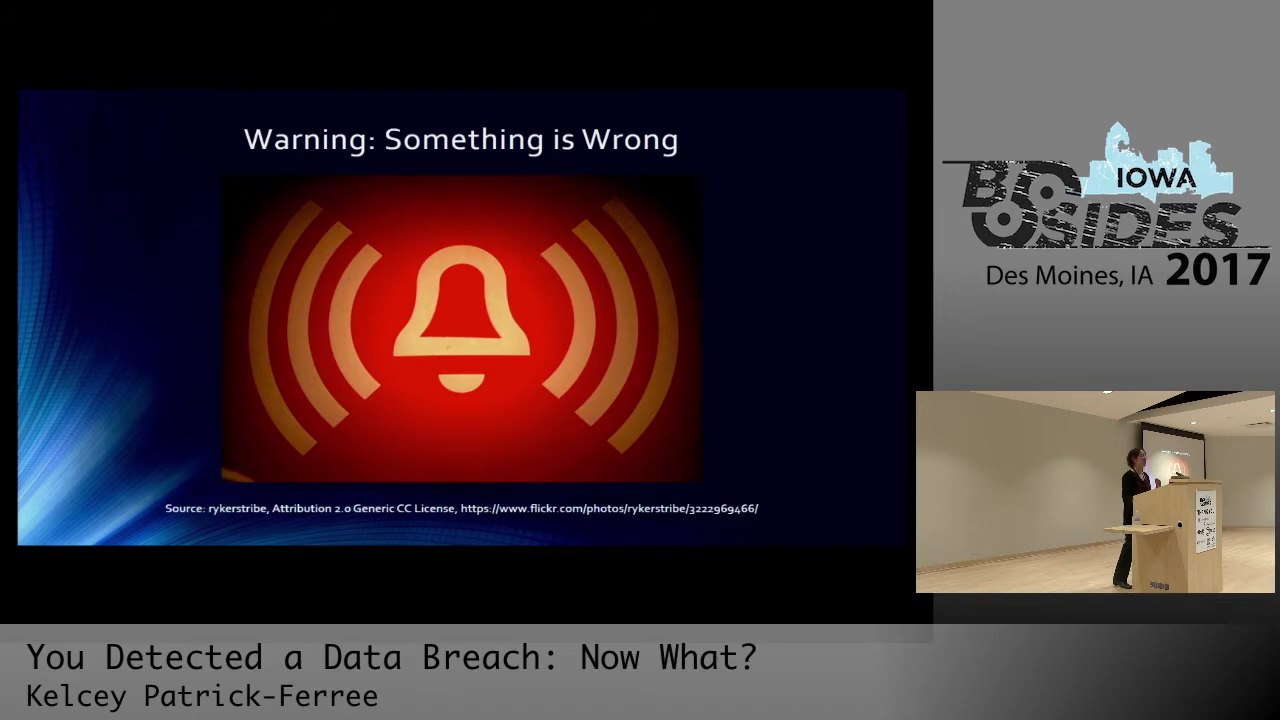 Warning: Something is Wrong
Source: rykerstribe, Attribution 2.0 Generic CC License, https://www.flickr.com/photos/rykerstribe/3222969466/
IOWA
BSIDES
Des Moines, IA 2017
You Detected a Data Breach: Now What?
Kelcey Patrick-Ferree